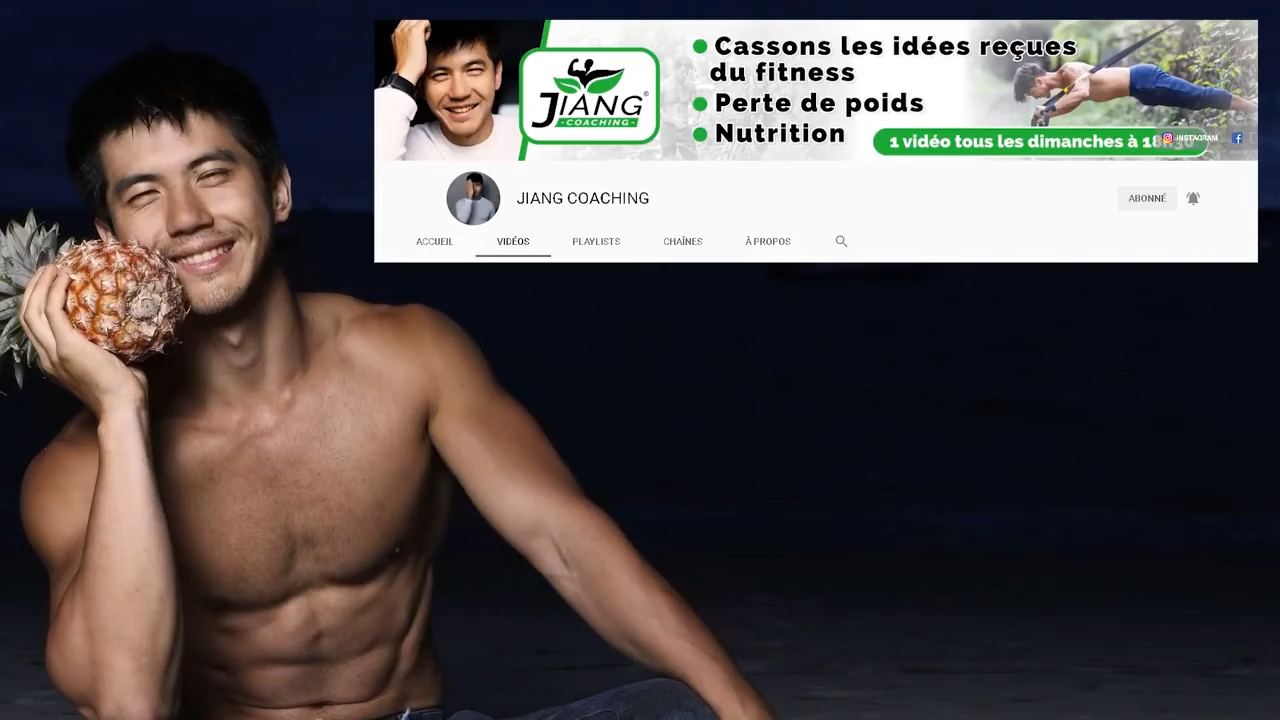 Cassons les idées reçues
du fitness
Perte de poids
Nutrition
1 vidéo tous les dimanches à 18h30
INSTAGRAM
JIANG®
-COACHING-
JIANG COACHING
ABONNÉ
ACCUEIL
VIDÉOS
PLAYLISTS
CHAÎNES
À PROPOS